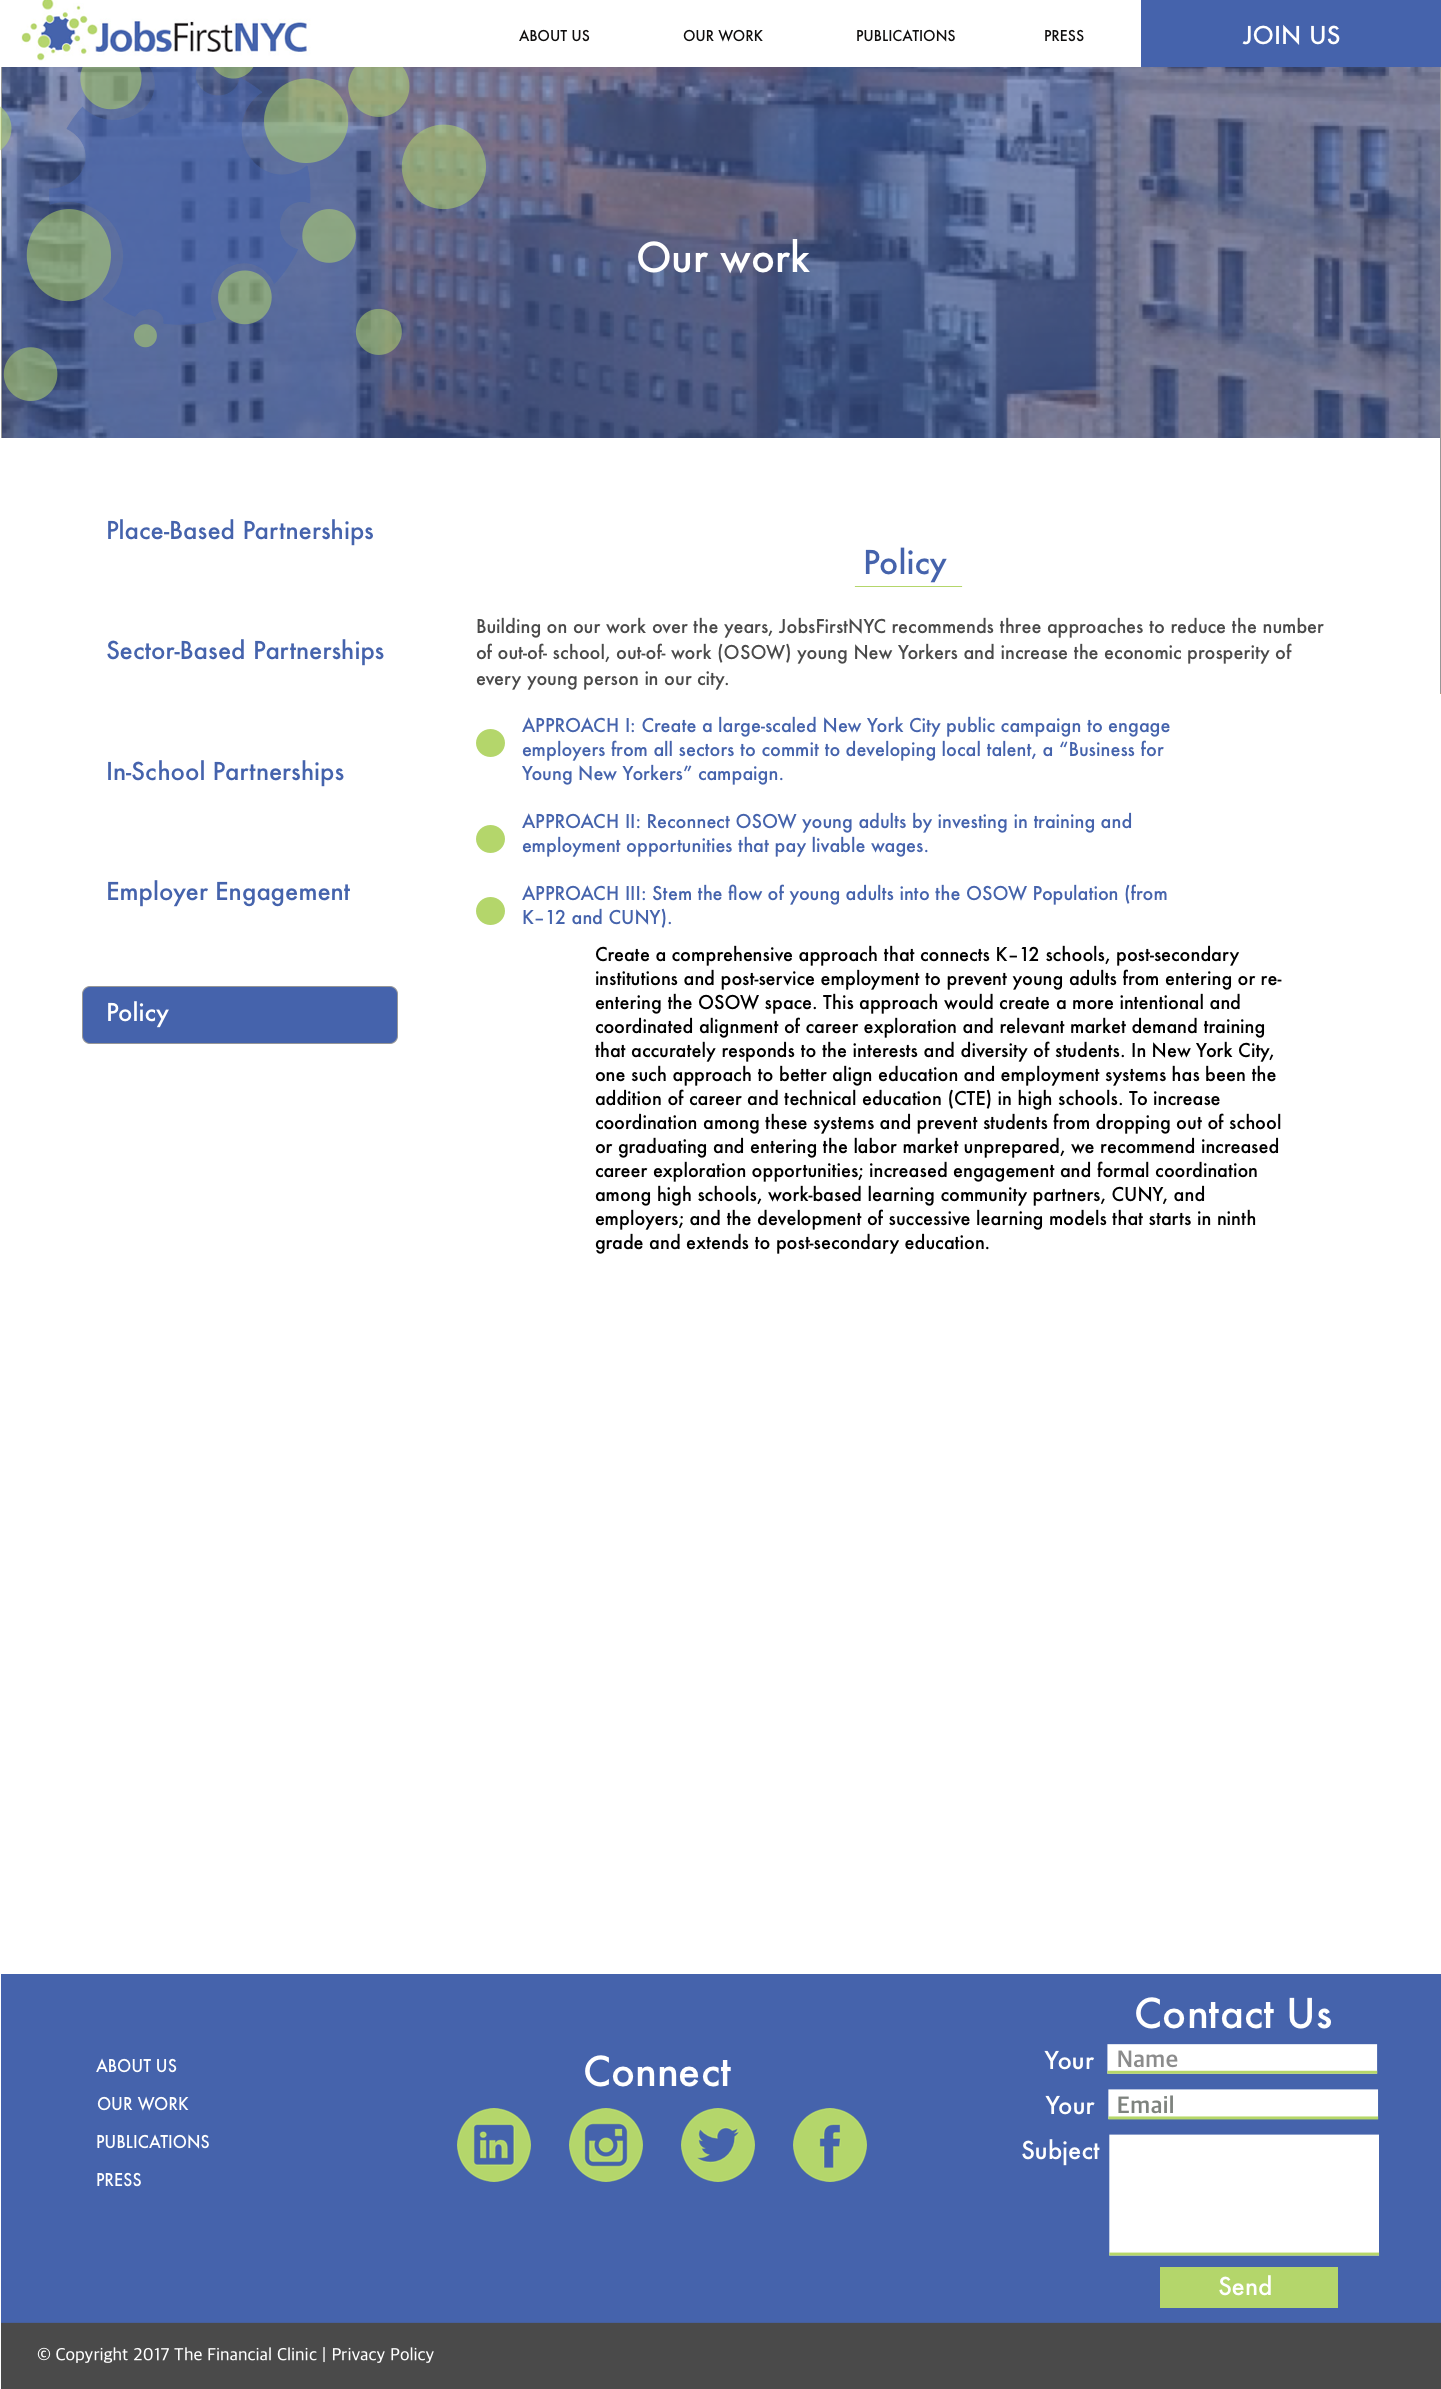 JobsFirstNYC
ABOUT US
OUR WORK
PUBLICATIONS
PRESS
JOIN US
Our work
Place-Based Partnerships
Sector-Based Partnerships
In-School Partnerships
Employer Engagement
Policy
Policy
Building on our work over the years, JobsFirstNYC recommends three approaches to reduce the number
of out-of- school, out-of- work (OSOW) young New Yorkers and increase the economic prosperity of
every young person in our city.
APPROACH I: Create a large-scaled New York City public campaign to engage
employers from all sectors to commit to developing local talent, a “Business for
Young New Yorkers” campaign.
APPROACH II: Reconnect OSOW young adults by investing in training and
employment opportunities that pay livable wages.
APPROACH III: Stem the flow of young adults into the OSOW Population (from
K–12 and CUNY).
Create a comprehensive approach that connects K–12 schools, post-secondary
institutions and post-service employment to prevent young adults from entering or re-
entering the OSOW space. This approach would create a more intentional and
coordinated alignment of career exploration and relevant market demand training
that accurately responds to the interests and diversity of students. In New York City,
one such approach to better align education and employment systems has been the
addition of career and technical education (CTE) in high schools. To increase
coordination among these systems and prevent students from dropping out of school
or graduating and entering the labor market unprepared, we recommend increased
career exploration opportunities; increased engagement and formal coordination
among high schools, work-based learning community partners, CUNY, and
employers; and the development of successive learning models that starts in ninth
grade and extends to post-secondary education.
ABOUT US
OUR WORK
PUBLICATIONS
PRESS
Connect
in
Contact Us
Your Name
Your Email
Subject
Send
© Copyright 2017 The Financial Clinic | Privacy Policy